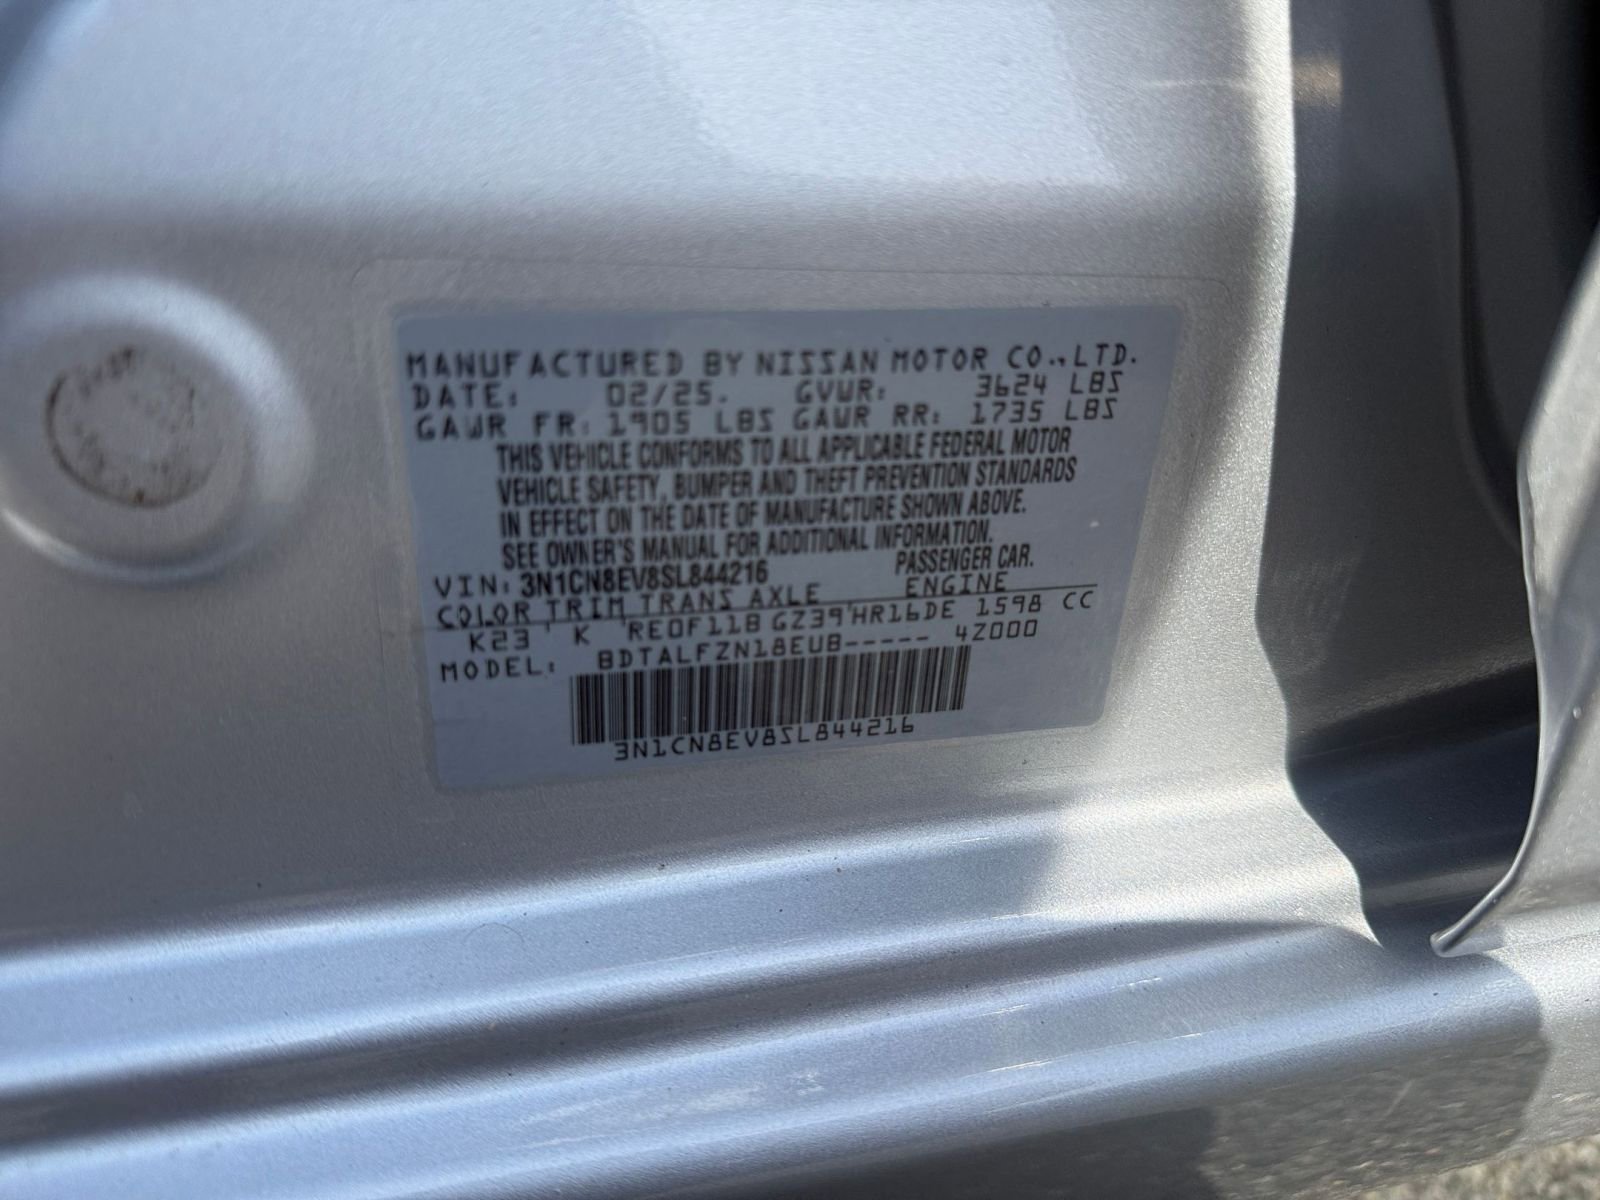 MANUFACTURED BY NISSAN MOTOR CO.,LTD.
DATE: 02/25. GVWR: 3624 LBS
GAWR FR: 1905 LBS GAWR RR: 1735 LBS
THIS VEHICLE CONFORMS TO ALL APPLICABLE FEDERAL MOTOR
VEHICLE SAFETY, BUMPER AND THEFT PREVENTION STANDARDS
IN EFFECT ON THE DATE OF MANUFACTURE SHOWN ABOVE.
SEE OWNER'S MANUAL FOR ADDITIONAL INFORMATION.
VIN: 3N1CN8EV8SL844216 PASSENGER CAR.
COLOR TRIM TRANS AXLE ENGINE
K23 K RE0F11B GZ39 HR16DE 1598 CC
MODEL: BDTALFZN18EUB----- 4Z000
3N1CN8EV8SL844216